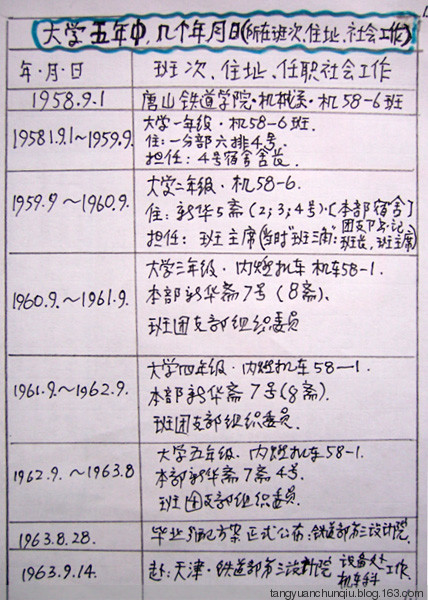 大学五年中,几个年月日(所在班次、住址、社会工作)
年·月·日
班次、住址、任职社会工作
1958.9.1
唐山铁道学院·机械系·机58-6班
19581.9.1~1959.9.
大学一年级·机58-6班.
住:一分部六排4号.
担任:4号宿舍舍长.
1959.9~1960.9.
大学二年级·机58-6.
住:新华5斋(2;3;4号)·[本部宿舍]
担任:班主席(当时"班三角":团支部书记,班长,班主席)
1960.9.~1961.9.
大学三年级·内燃机车 机车58-1.
本部新华斋7号(8斋).
班团支部组织委员
1961.9.~1962.9.
大学四年级·内燃机车58-1.
本部新华斋7号(8斋).
班团支部组织委员.
1962.9.~1963.8
大学五年级·内燃机车58-1.
本部新华斋7斋4号.
班团支部组织委员.
1963.8.28.
毕业分配方案正式公布:铁道部第三设计院.
1963.9.14.
赴:天津·铁道部第三设计院 设备处机车科 工作.
tangyuanchunqiu.blog.163.com